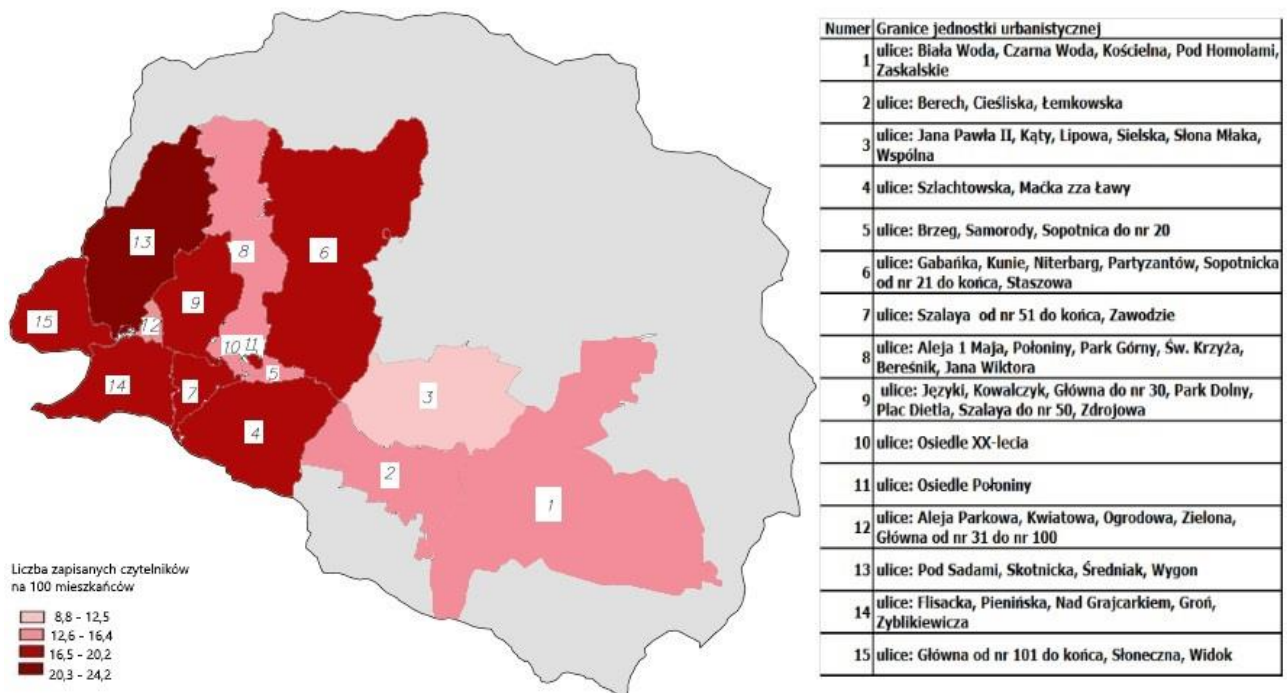 Numer Granice jednostki urbanistycznej
1 ulice: Biała Woda, Czarna Woda, Kościelna, Pod Homolami,
Zaskalskie
2 ulice: Berech, Cieśliska, Łemkowska
3 ulice: Jana Pawła II, Kąty, Lipowa, Sielska, Słona Młaka,
Wspólna
4 ulice: Szlachtowska, Maćka zza Ławy
5 ulice: Brzeg, Samorody, Sopotnica do nr 20
6 ulice: Gabańka, Kunie, Niterbarg, Partyzantów, Sopotnicka
od nr 21 do końca, Staszowa
7 ulice: Szalaya od nr 51 do końca, Zawodzie
8 ulice: Aleja 1 Maja, Połoniny, Park Górny, Św. Krzyża,
Bereśnik, Jana Wiktora
9 ulice: Języki, Kowalczyk, Główna do nr 30, Park Dolny,
Plac Dietla, Szalaya do nr 50, Zdrojowa
10 ulice: Osiedle XX-lecia
11 ulice: Osiedle Połoniny
12 ulice: Aleja Parkowa, Kwiatowa, Ogrodowa, Zielona,
Główna od nr 31 do nr 100
13 ulice: Pod Sadami, Skotnicka, Średniak, Wygon
14 ulice: Flisacka, Pienińska, Nad Grajcarkiem, Groń,
Zyblikiewicza
15 ulice: Główna od nr 101 do końca, Słoneczna, Widok
13
8
6
9
15
12
10
11
5
14
7
3
4
2
1
Liczba zapisanych czytelników
na 100 mieszkańców
8,8 - 12,5
12,6 - 16,4
16,5 - 20,2
20,3 - 24,2